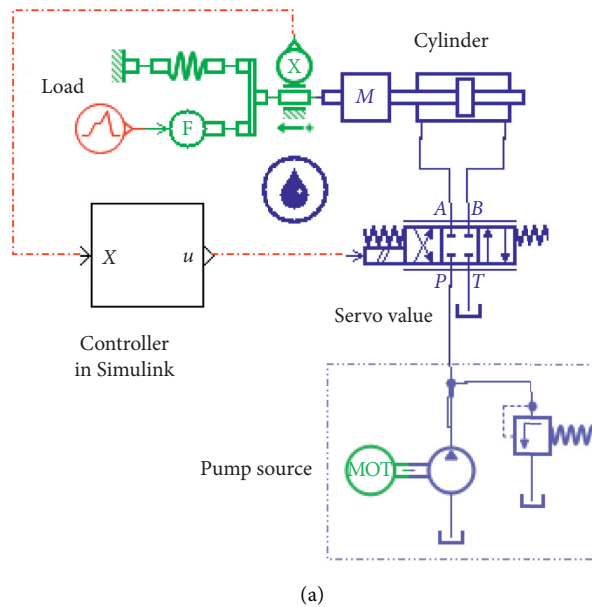 Cylinder
Load
X
M
F
A B
X u
P T
Servo value
Controller
in Simulink
Pump source
MOT
(a)